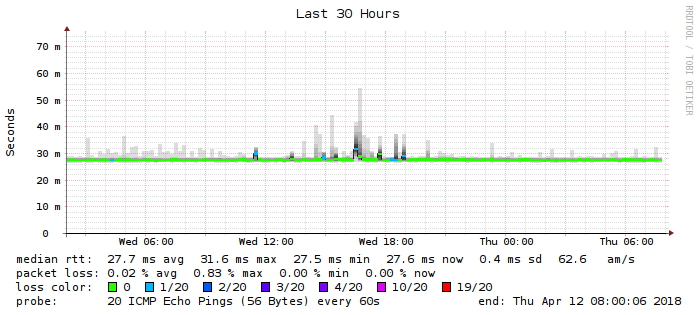 Last 30 Hours
RRDTOOL / TOBI OETIKER
Seconds
70 m
60 m
50 m
40 m
30 m
20 m
10 m
0
Wed 06:00 Wed 12:00 Wed 18:00 Thu 00:00 Thu 06:00
median rtt: 27.7 ms avg 31.6 ms max 27.5 ms min 27.6 ms now 0.4 ms sd 62.6 am/s
packet loss: 0.02 % avg 0.83 % max 0.00 % min 0.00 % now
loss color: 0 1/20 2/20 3/20 4/20 10/20 19/20
probe: 20 ICMP Echo Pings (56 Bytes) every 60s end: Thu Apr 12 08:00:06 2018